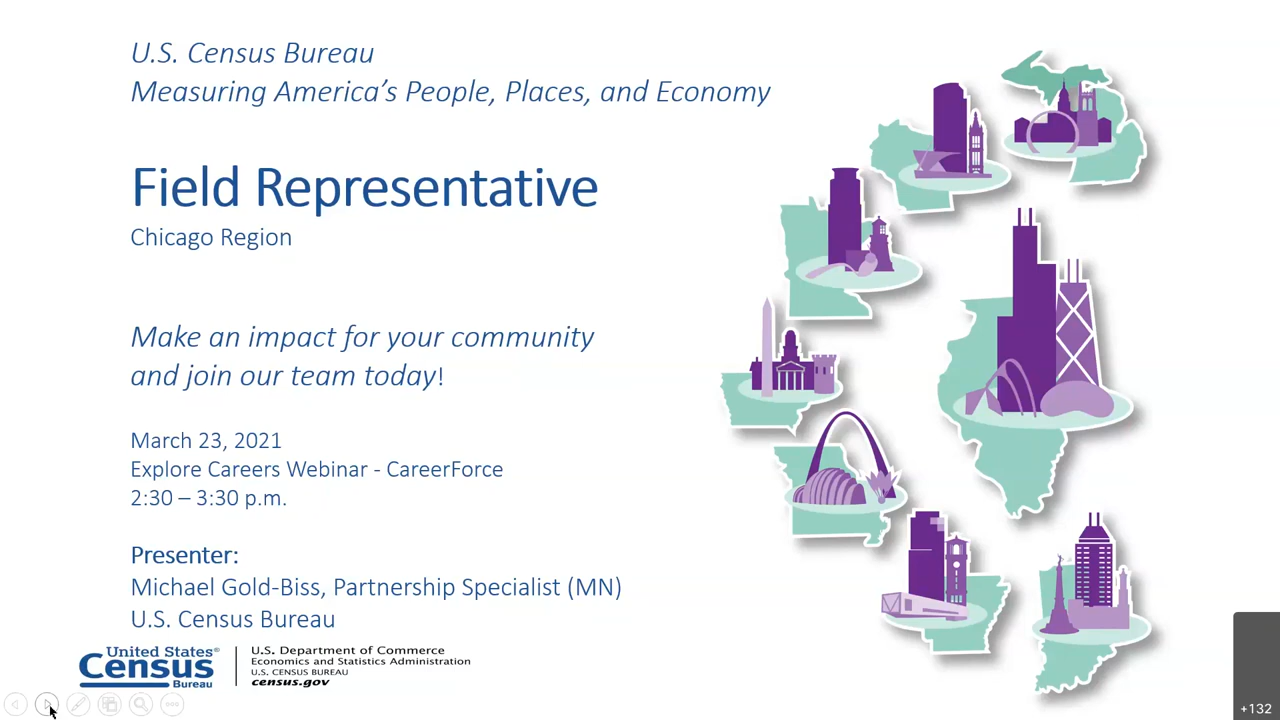 U.S. Census Bureau
Measuring America’s People, Places, and Economy
Field Representative
Chicago Region
Make an impact for your community
and join our team today!
March 23, 2021
Explore Careers Webinar - CareerForce
2:30 – 3:30 p.m.
Presenter:
Michael Gold-Biss, Partnership Specialist (MN)
U.S. Census Bureau
United States®
Census
Bureau
U.S. Department of Commerce
Economics and Statistics Administration
U.S. CENSUS BUREAU
census.gov
+132